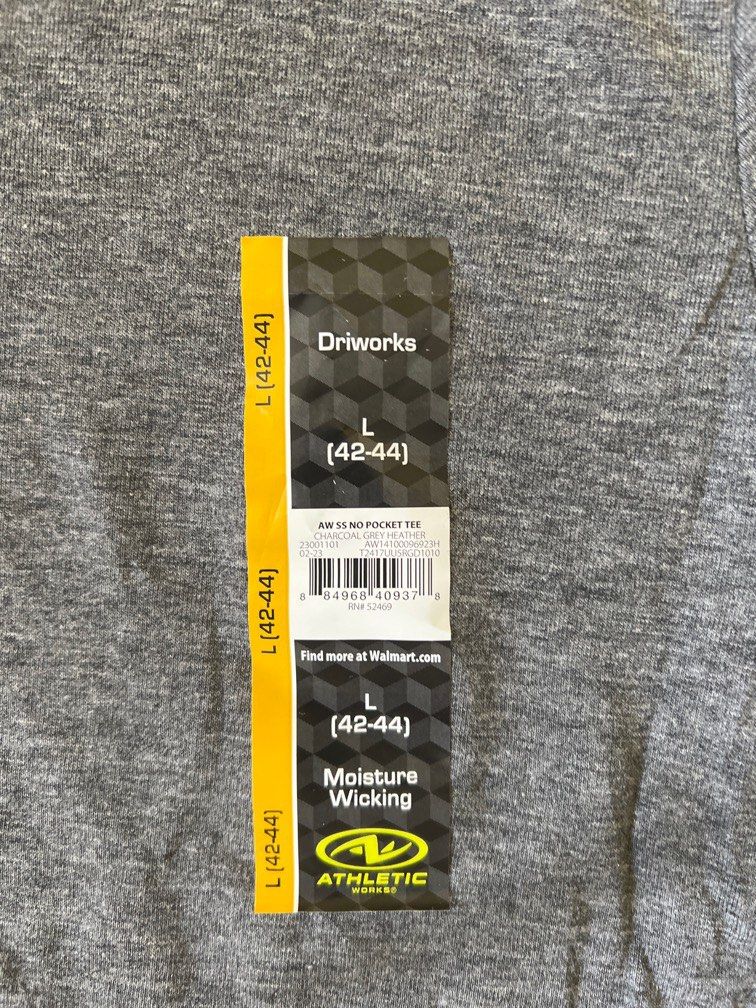 L (42-44)
Driworks
L
(42-44)
AW SS NO POCKET TEE
CHARCOAL GREY HEATHER
23001101 AW14100096923H
02-23 T2417UU5RGD1010
8 84968 40937 8
RN# 52469
L (42-44)
Find more at Walmart.com
L
(42-44)
Moisture
Wicking
L (42-44)
AW
ATHLETIC
WORKS®